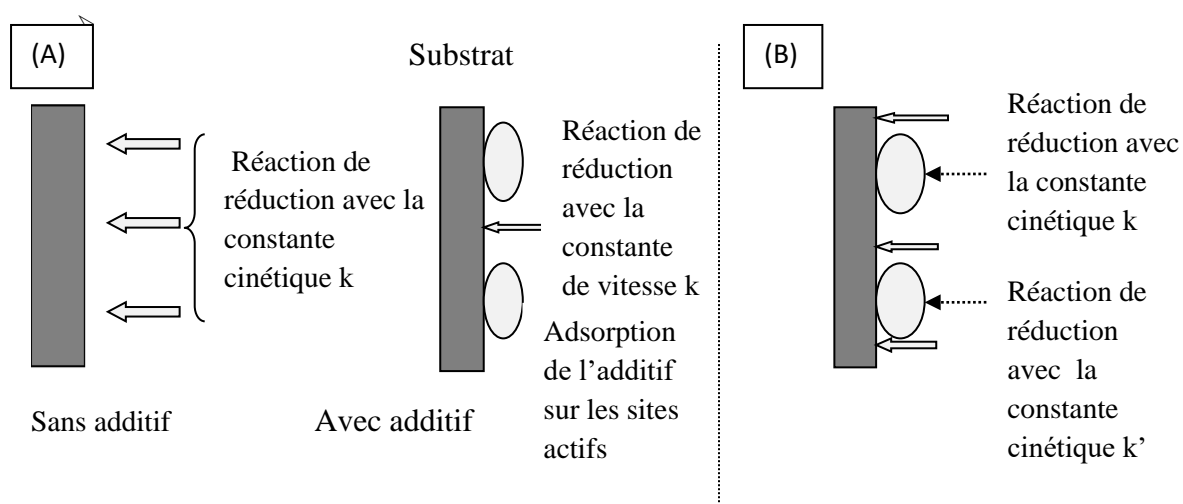 (A)
Substrat
Réaction de
réduction avec la
constante
cinétique k
Réaction de
réduction
avec la
constante
de vitesse k
Adsorption
de l’additif
sur les sites
actifs
Sans additif
Avec additif
(B)
Réaction de
réduction avec
la constante
cinétique k
Réaction de
réduction
avec la
constante
cinétique k’